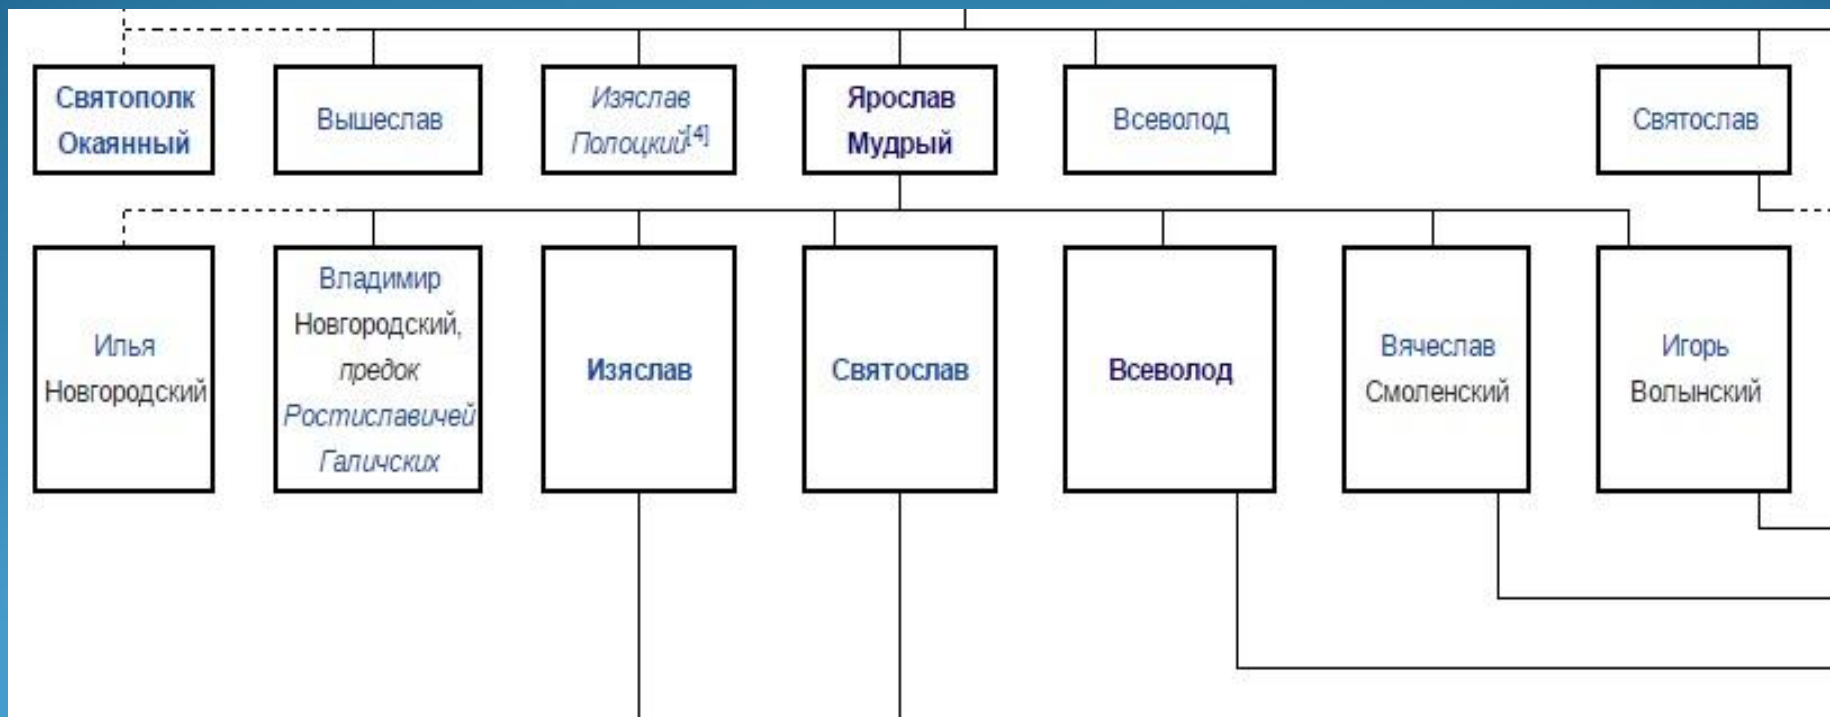 Святополк
Окаянный
Вышеслав
Изяслав
Полоцкий[4]
Ярослав
Мудрый
Всеволод
Святослав
Илья
Новгородский
Владимир
Новгородский,
предок
Ростиславичей
Галичских
Изяслав
Святослав
Всеволод
Вячеслав
Смоленский
Игорь
Волынский